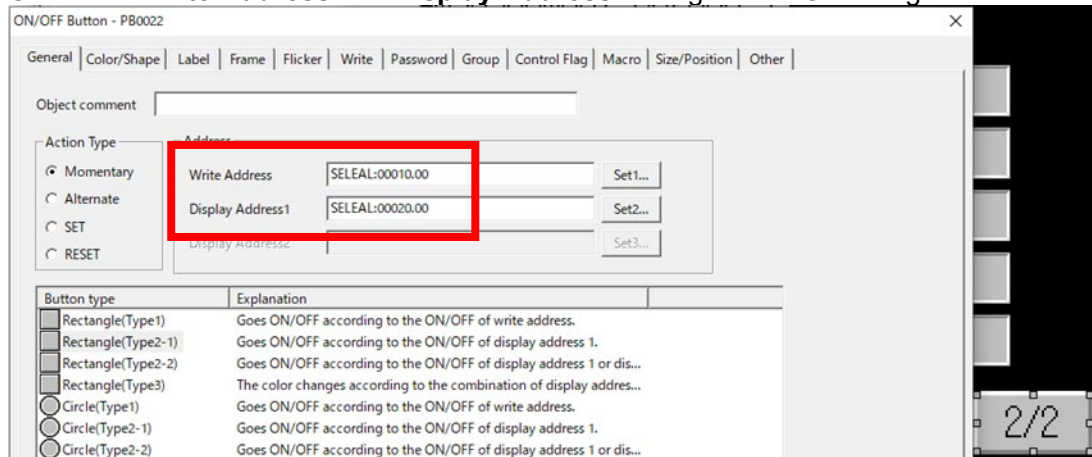 ON/OFF Button - PB0022
General Color/Shape Label Frame Flicker Write Password Group Control Flag Macro Size/Position Other
Object comment
Action Type
Address
Momentary
Write Address SELEAL:00010.00 Set1...
Alternate
Display Address1 SELEAL:00020.00 Set2...
SET
Display Address2 Set3...
RESET
Button type Explanation
Rectangle(Type1) Goes ON/OFF according to the ON/OFF of write address.
Rectangle(Type2-1) Goes ON/OFF according to the ON/OFF of display address 1.
Rectangle(Type2-2) Goes ON/OFF according to the ON/OFF of display address 1 or dis...
Rectangle(Type3) The color changes according to the combination of display addres...
Circle(Type1) Goes ON/OFF according to the ON/OFF of write address.
Circle(Type2-1) Goes ON/OFF according to the ON/OFF of display address 1.
Circle(Type2-2) Goes ON/OFF according to the ON/OFF of display address 1 or dis...
2/2